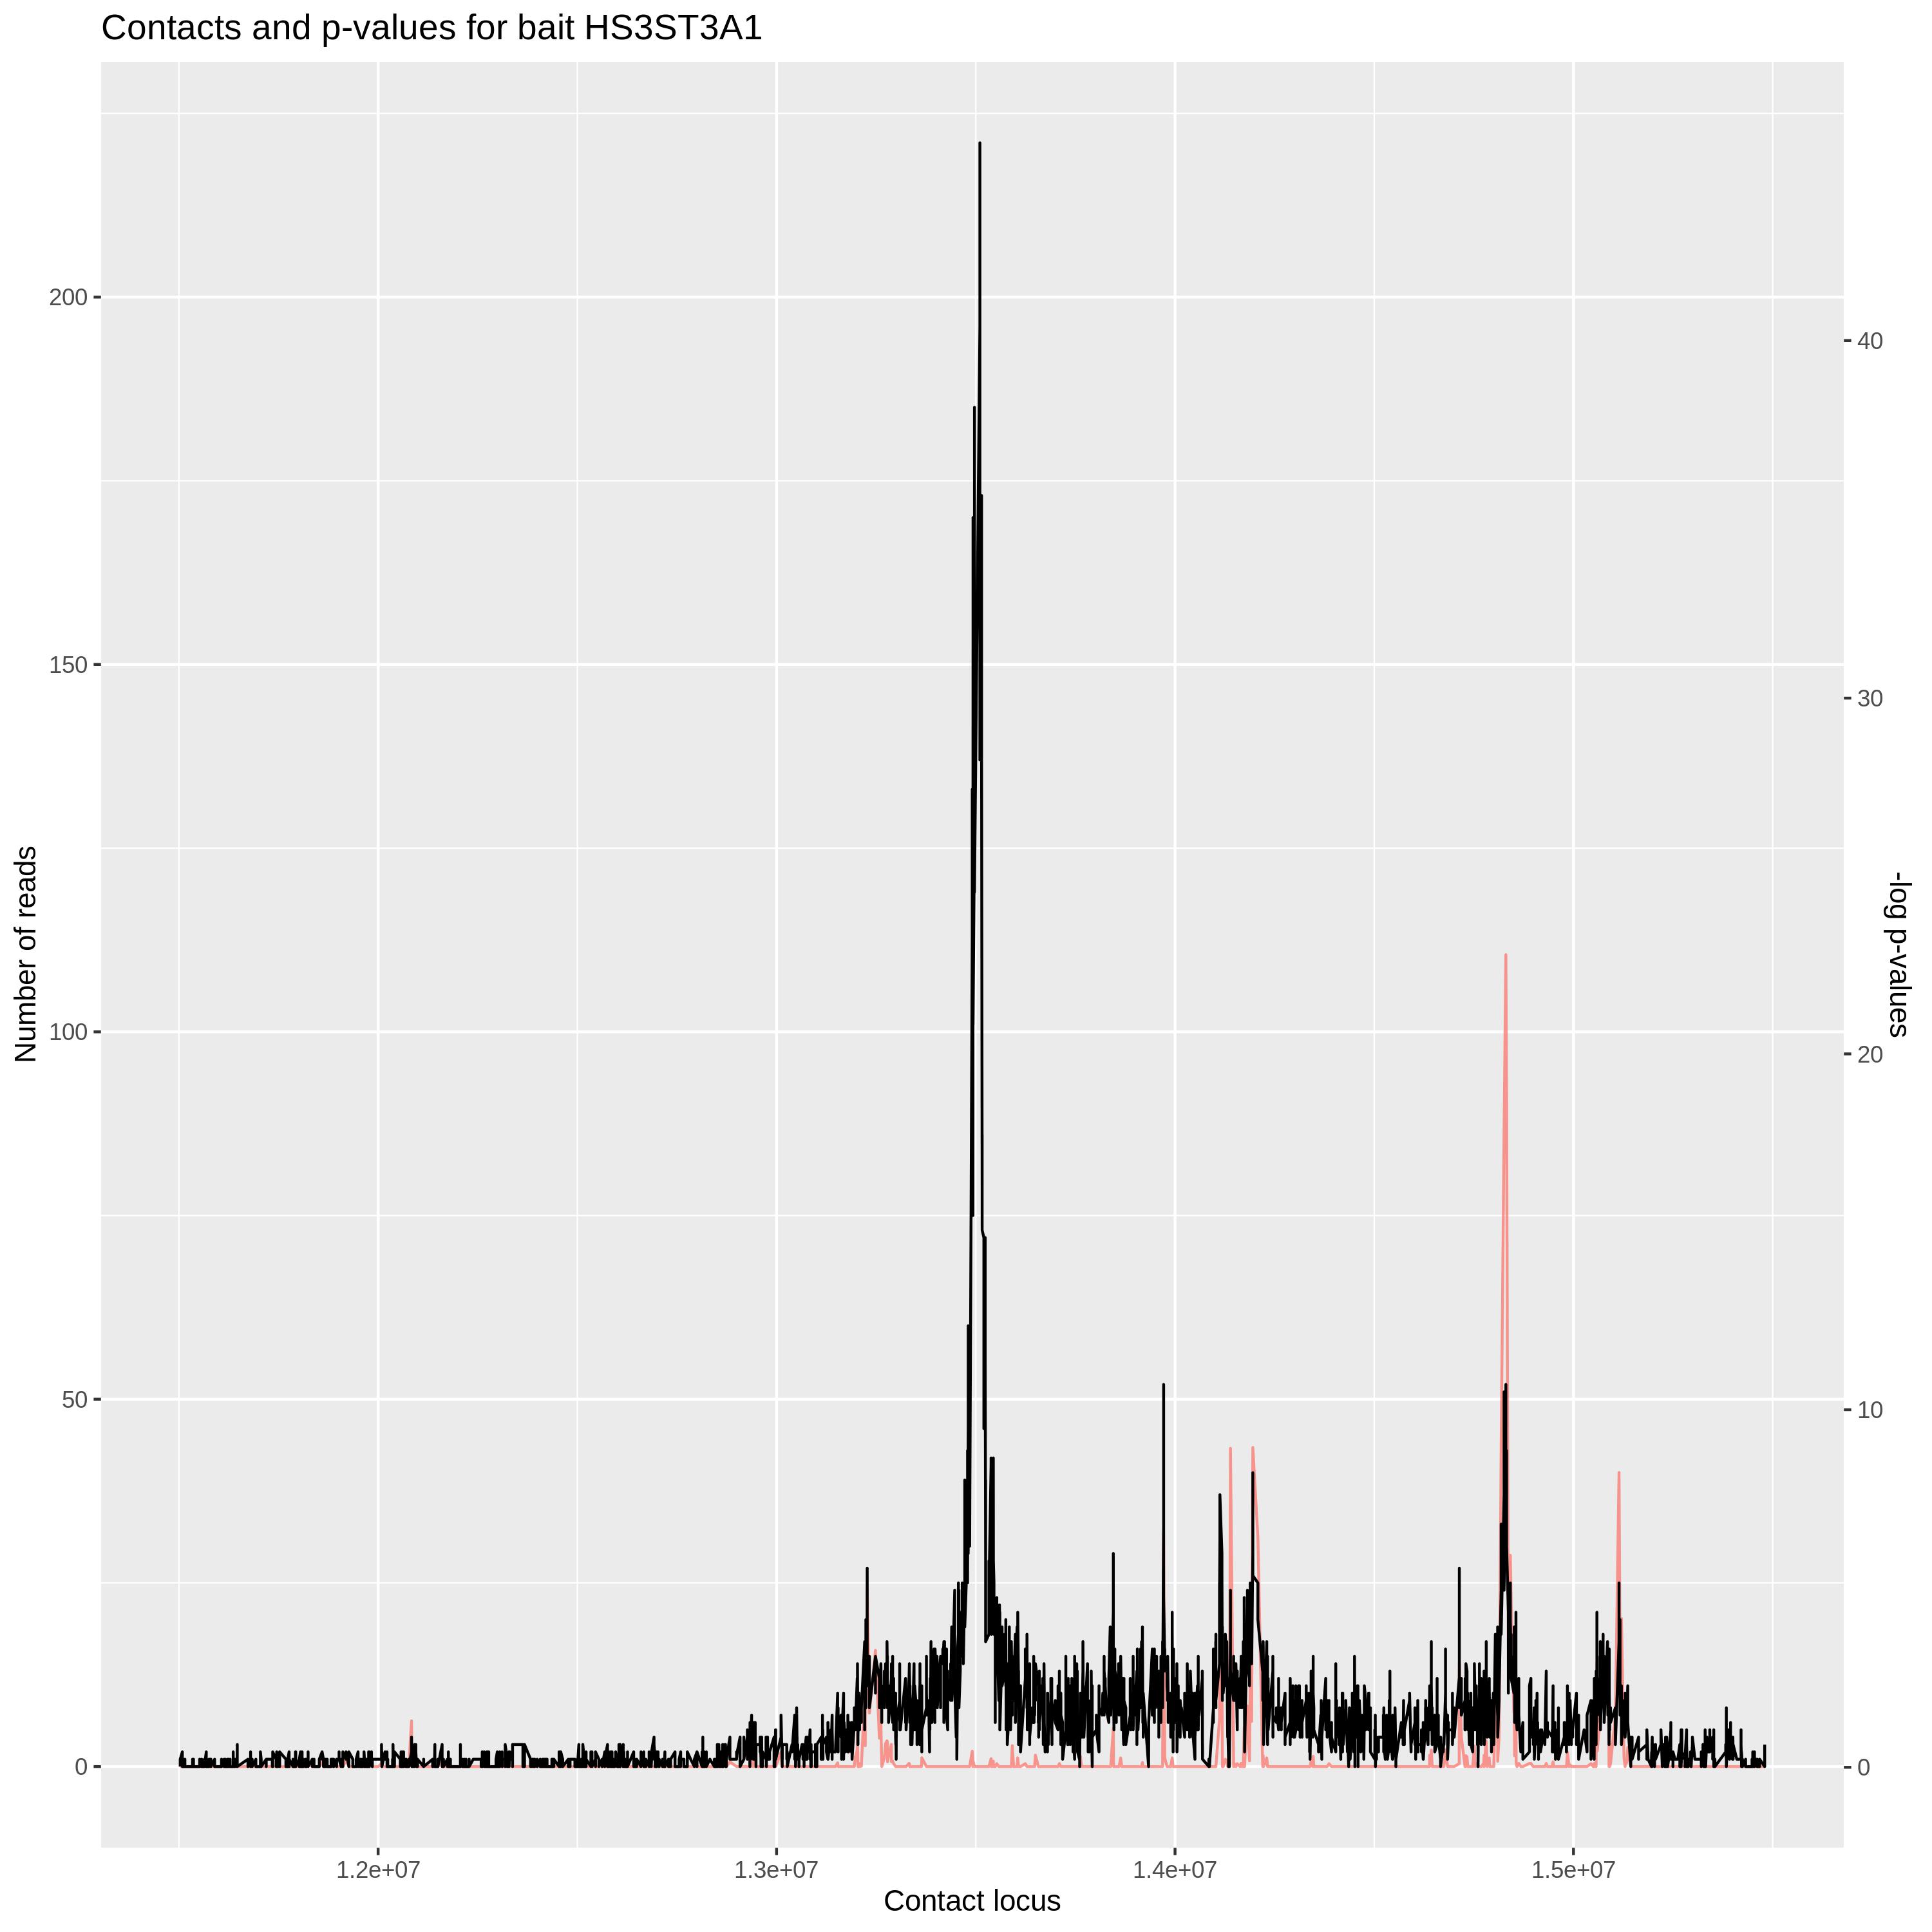 Contacts and p-values for bait HS3ST3A1
Number of reads
200
150
100
50
0
40
30
20
10
0
-log p-values
1.2e+07 1.3e+07 1.4e+07 1.5e+07
Contact locus